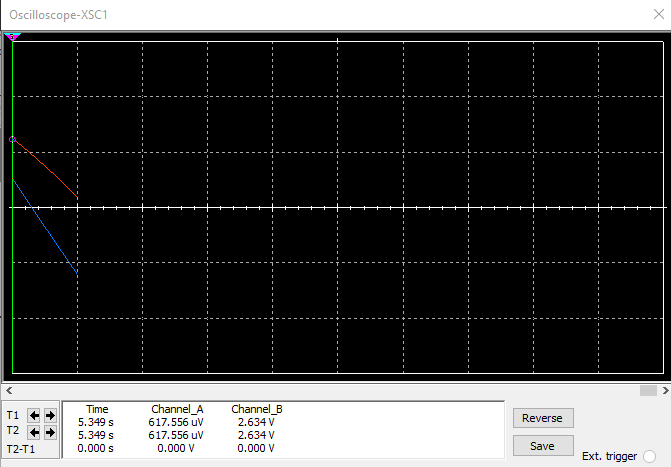 Oscilloscope-XSC1
Time Channel_A Channel_B
T1 5.349 s 617.556 uV 2.634 V
T2 5.349 s 617.556 uV 2.634 V
T2-T1 0.000 s 0.000 V 0.000 V
Reverse
Save
Ext. trigger